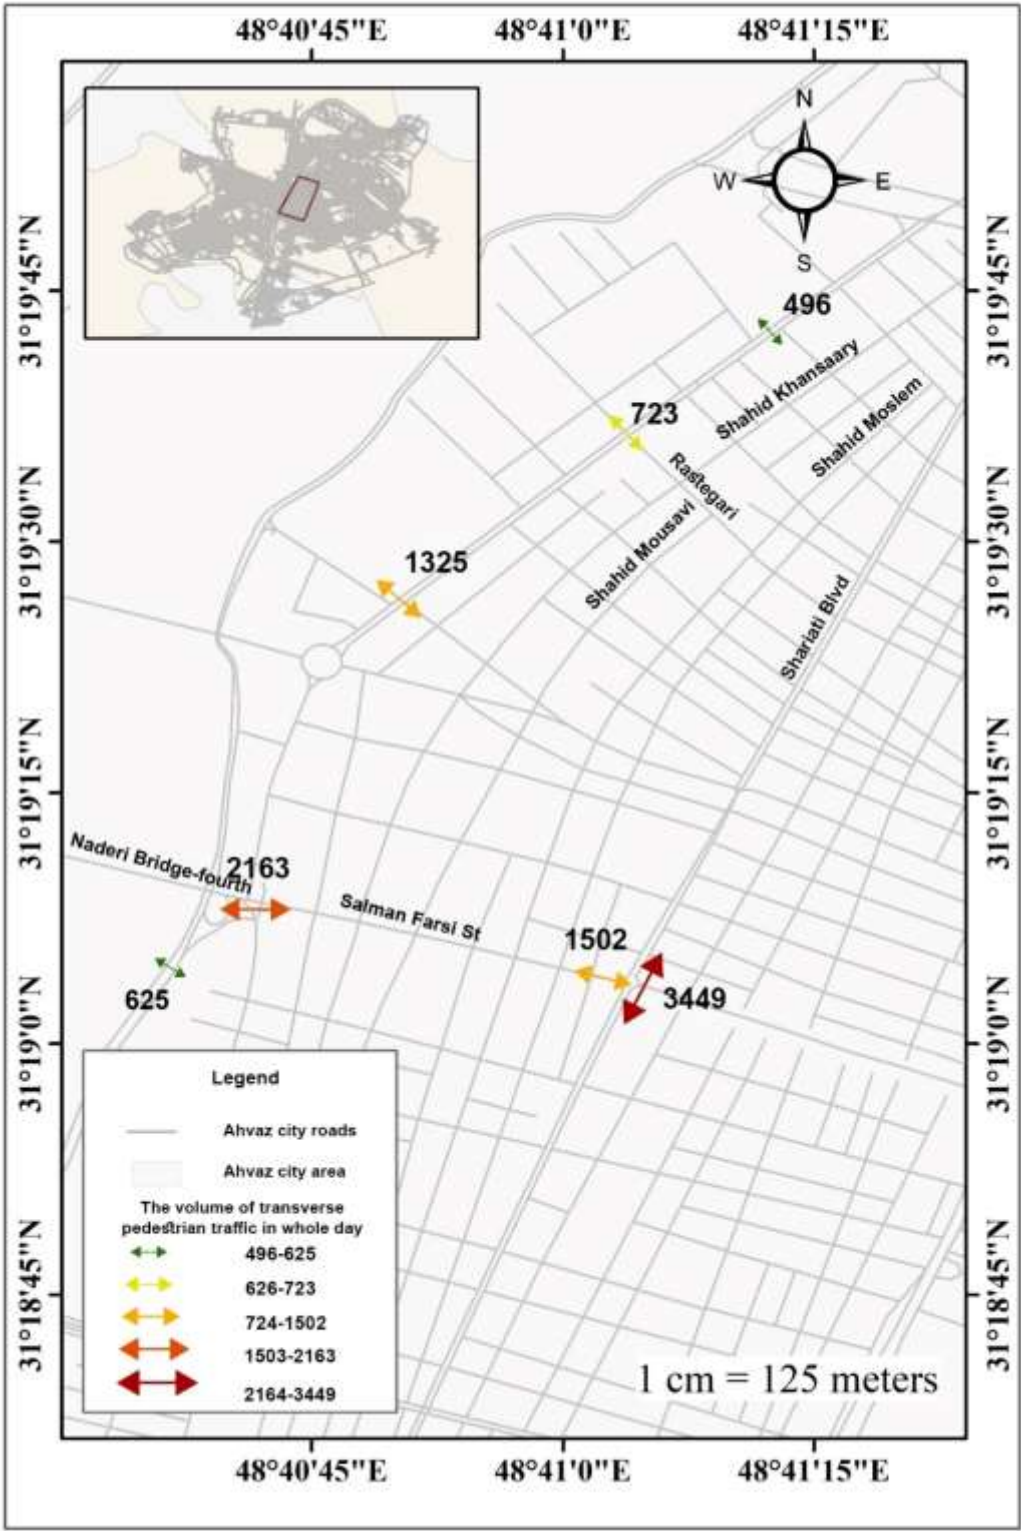 48°40'45"E 48°41'0"E 48°41'15"E
N
W E
S
31°19'45"N 31°19'45"N
496
Shahid Khansaary
Shahid Moslem
723
Rastegari
Shahid Mousavi
31°19'30"N 31°19'30"N
1325
Shariati Blvd
31°19'15"N 31°19'15"N
Naderi Bridge-fourth
2163
Salman Farsi St
1502
3449
625
31°19'0"N 31°19'0"N
Legend
Ahvaz city roads
Ahvaz city area
The volume of transverse
pedestrian traffic in whole day
496-625
626-723
724-1502
1503-2163
2164-3449
31°18'45"N 31°18'45"N
1 cm = 125 meters
48°40'45"E 48°41'0"E 48°41'15"E